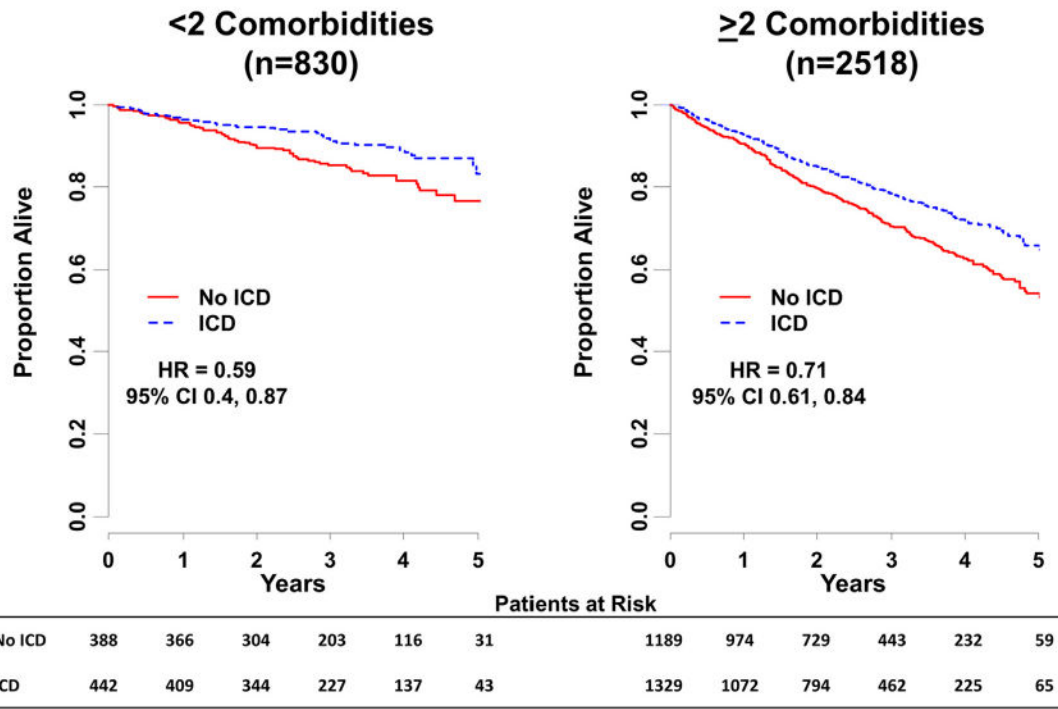 <2 Comorbidities
(n=830)
Proportion Alive
1.0
0.8
0.6
0.4
0.2
0.0
No ICD
ICD
HR = 0.59
95% CI 0.4, 0.87
0 1 2 3 4 5
Years
≥2 Comorbidities
(n=2518)
Proportion Alive
1.0
0.8
0.6
0.4
0.2
0.0
No ICD
ICD
HR = 0.71
95% CI 0.61, 0.84
0 1 2 3 4 5
Years
Patients at Risk
No ICD 388 366 304 203 116 31 1189 974 729 443 232 59
ICD 442 409 344 227 137 43 1329 1072 794 462 225 65